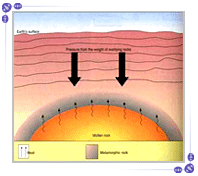 Earth's surface
Pressure from the weight of overlying rocks
Molten rock
Heat
Metamorphic rock